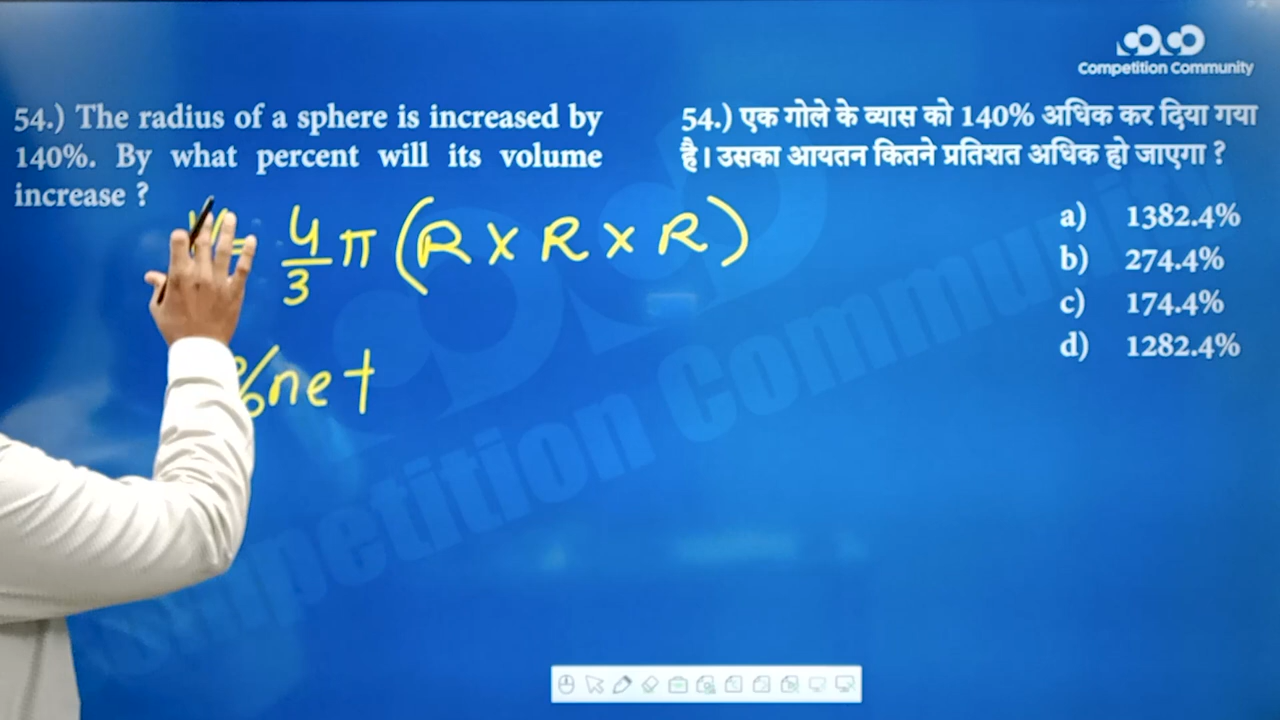 Competition Community
54.) The radius of a sphere is increased by
140%. By what percent will its volume
increase ?
54.) एक गोले के व्यास को 140% अधिक कर दिया गया
है। उसका आयतन कितने प्रतिशत अधिक हो जाएगा ?
a) 1382.4%
b) 274.4%
c) 174.4%
d) 1282.4%
= 4/3 π (R × R × R)
% net
Competition Community